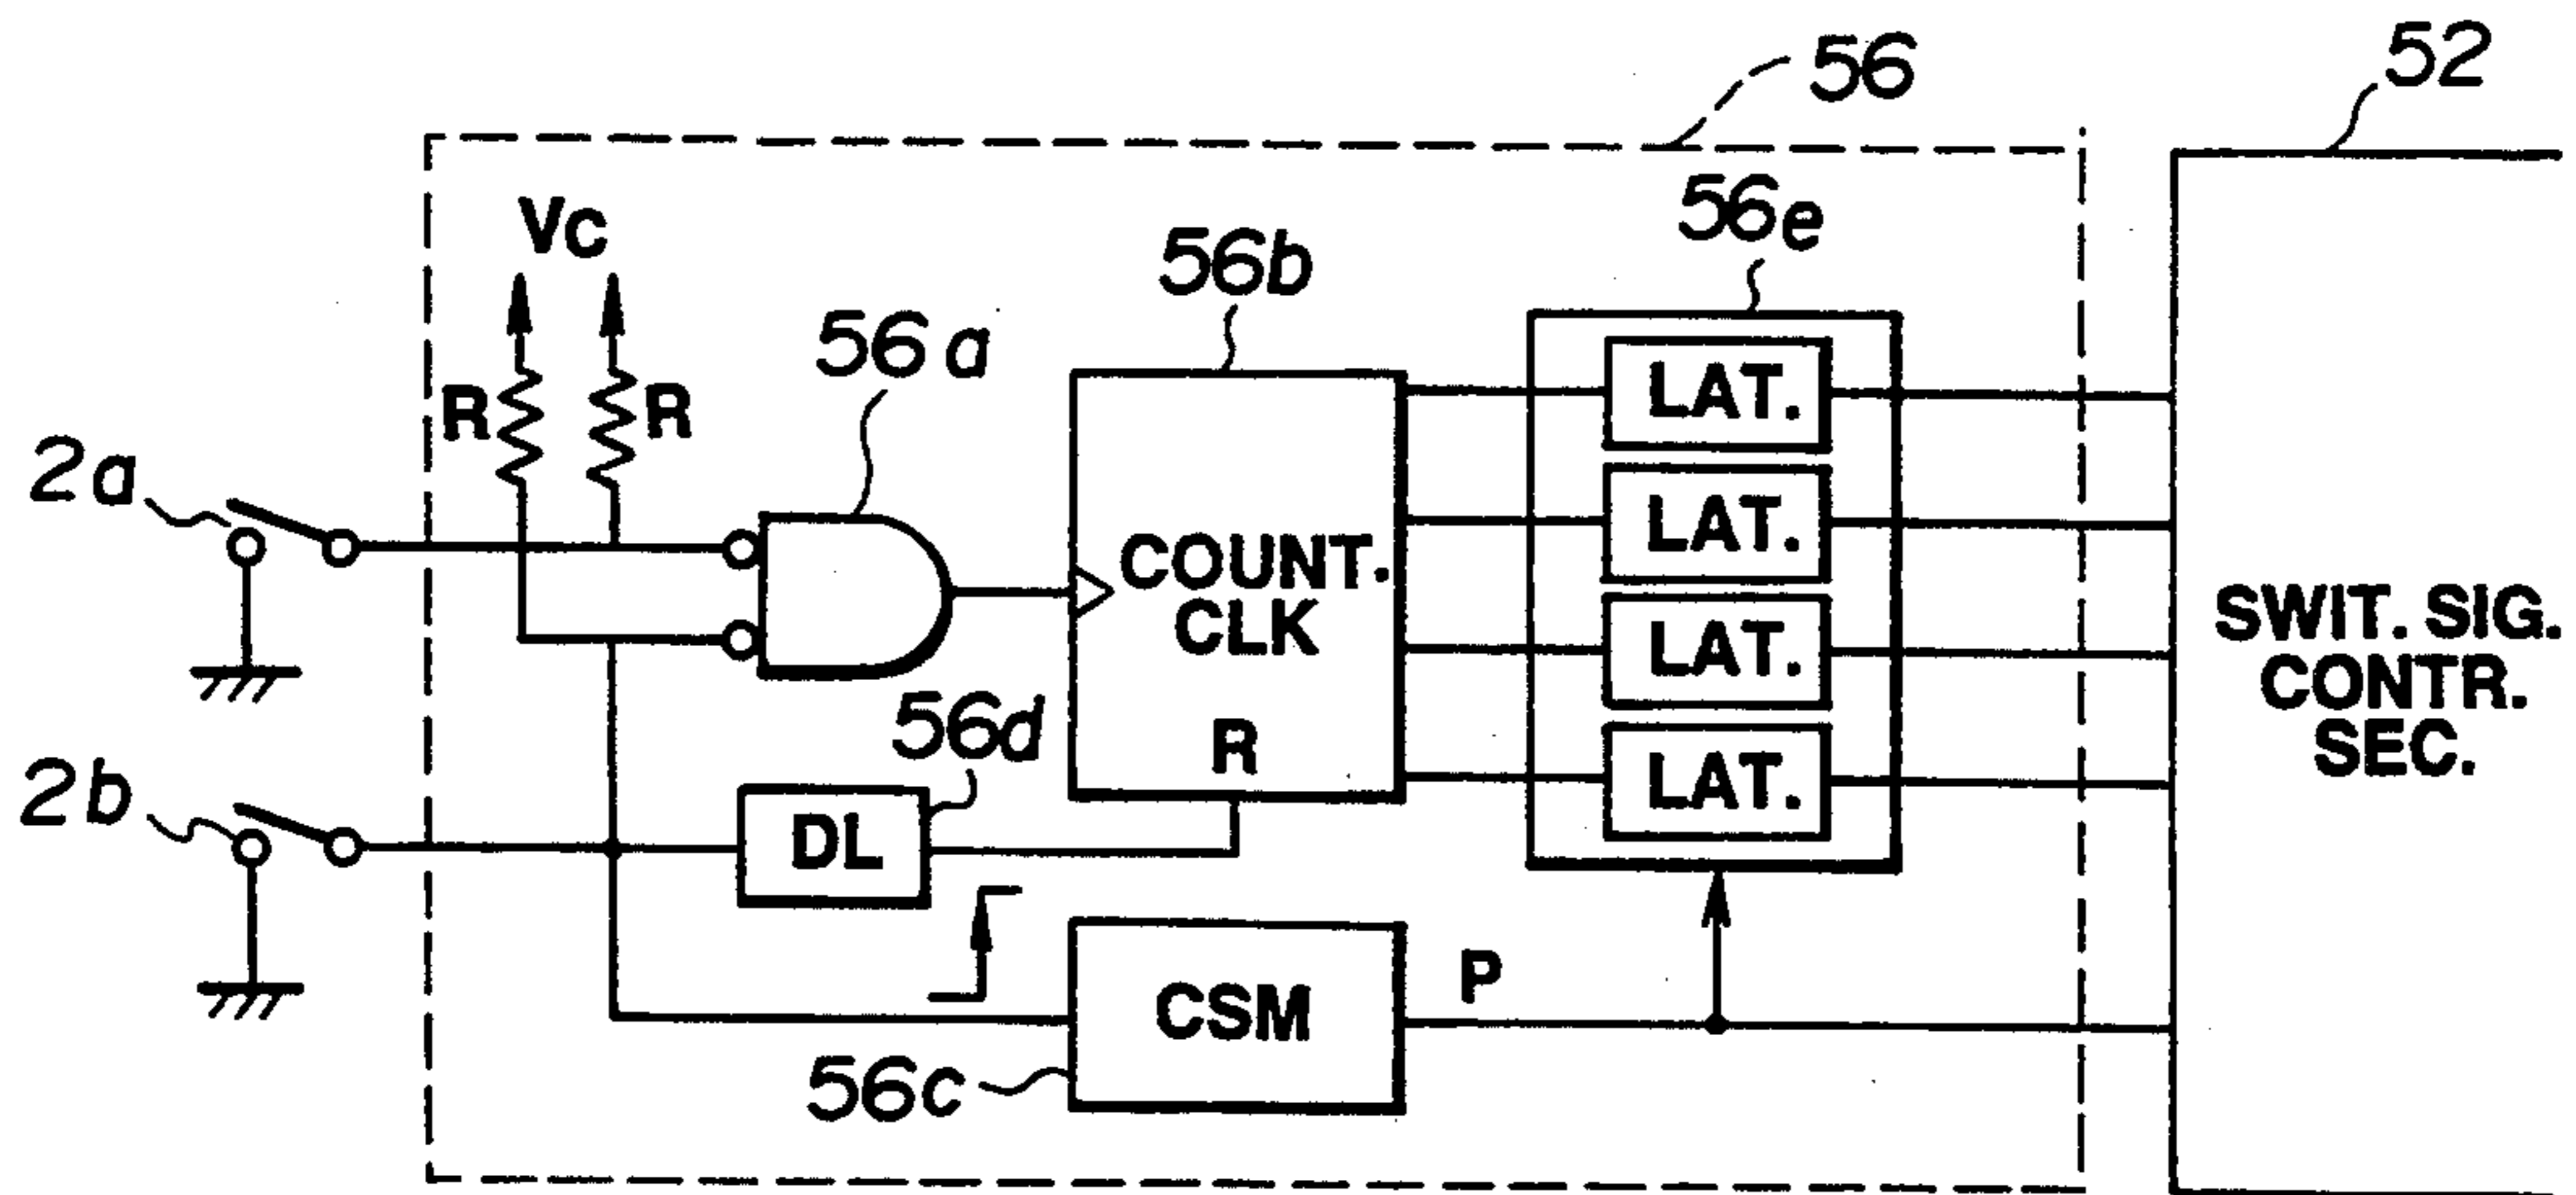 56
52
Vc
56e
56b
56a
R
R
LAT.
2a
LAT.
COUNT.
CLK
SWIT. SIG.
CONTR.
SEC.
LAT.
56d
R
2b
LAT.
DL
P
CSM
56c